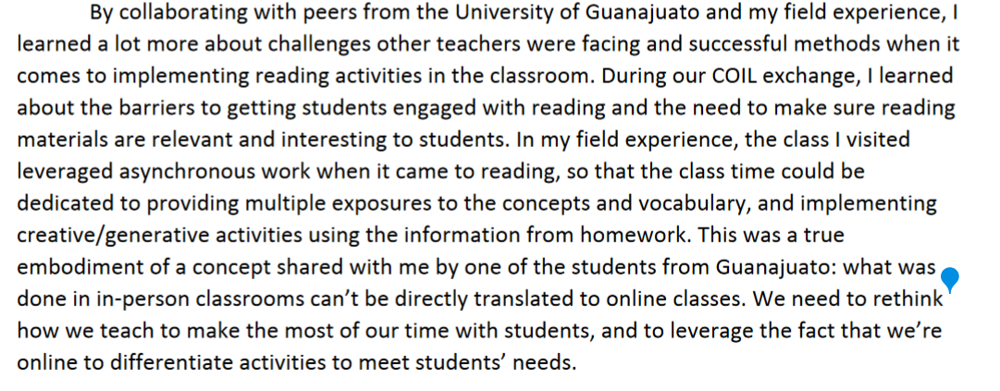 By collaborating with peers from the University of Guanajuato and my field experience, I
learned a lot more about challenges other teachers were facing and successful methods when it
comes to implementing reading activities in the classroom. During our COIL exchange, I learned
about the barriers to getting students engaged with reading and the need to make sure reading
materials are relevant and interesting to students. In my field experience, the class I visited
leveraged asynchronous work when it came to reading, so that the class time could be
dedicated to providing multiple exposures to the concepts and vocabulary, and implementing
creative/generative activities using the information from homework. This was a true
embodiment of a concept shared with me by one of the students from Guanajuato: what was
done in in-person classrooms can’t be directly translated to online classes. We need to rethink
how we teach to make the most of our time with students, and to leverage the fact that we’re
online to differentiate activities to meet students’ needs.